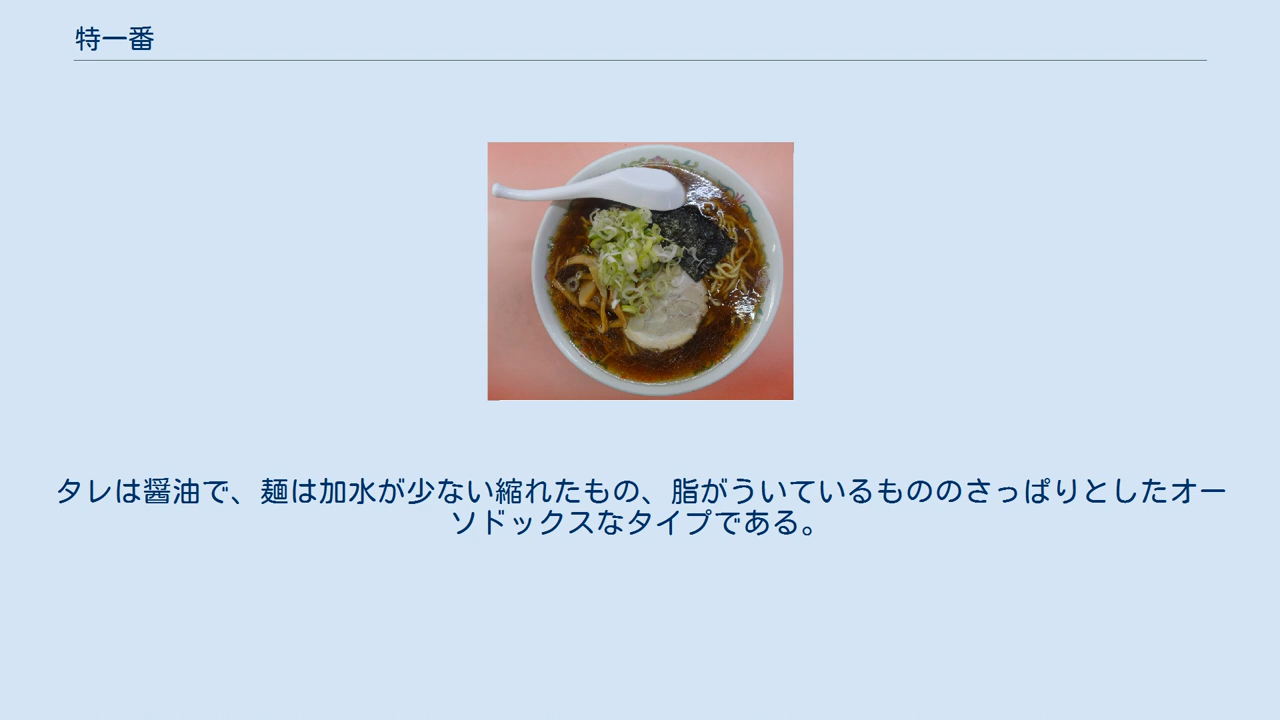 特一番
タレは醤油で、麺は加水が少ない縮れたもの、脂がういているもののさっぱりとしたオー
ソドックスなタイプである。